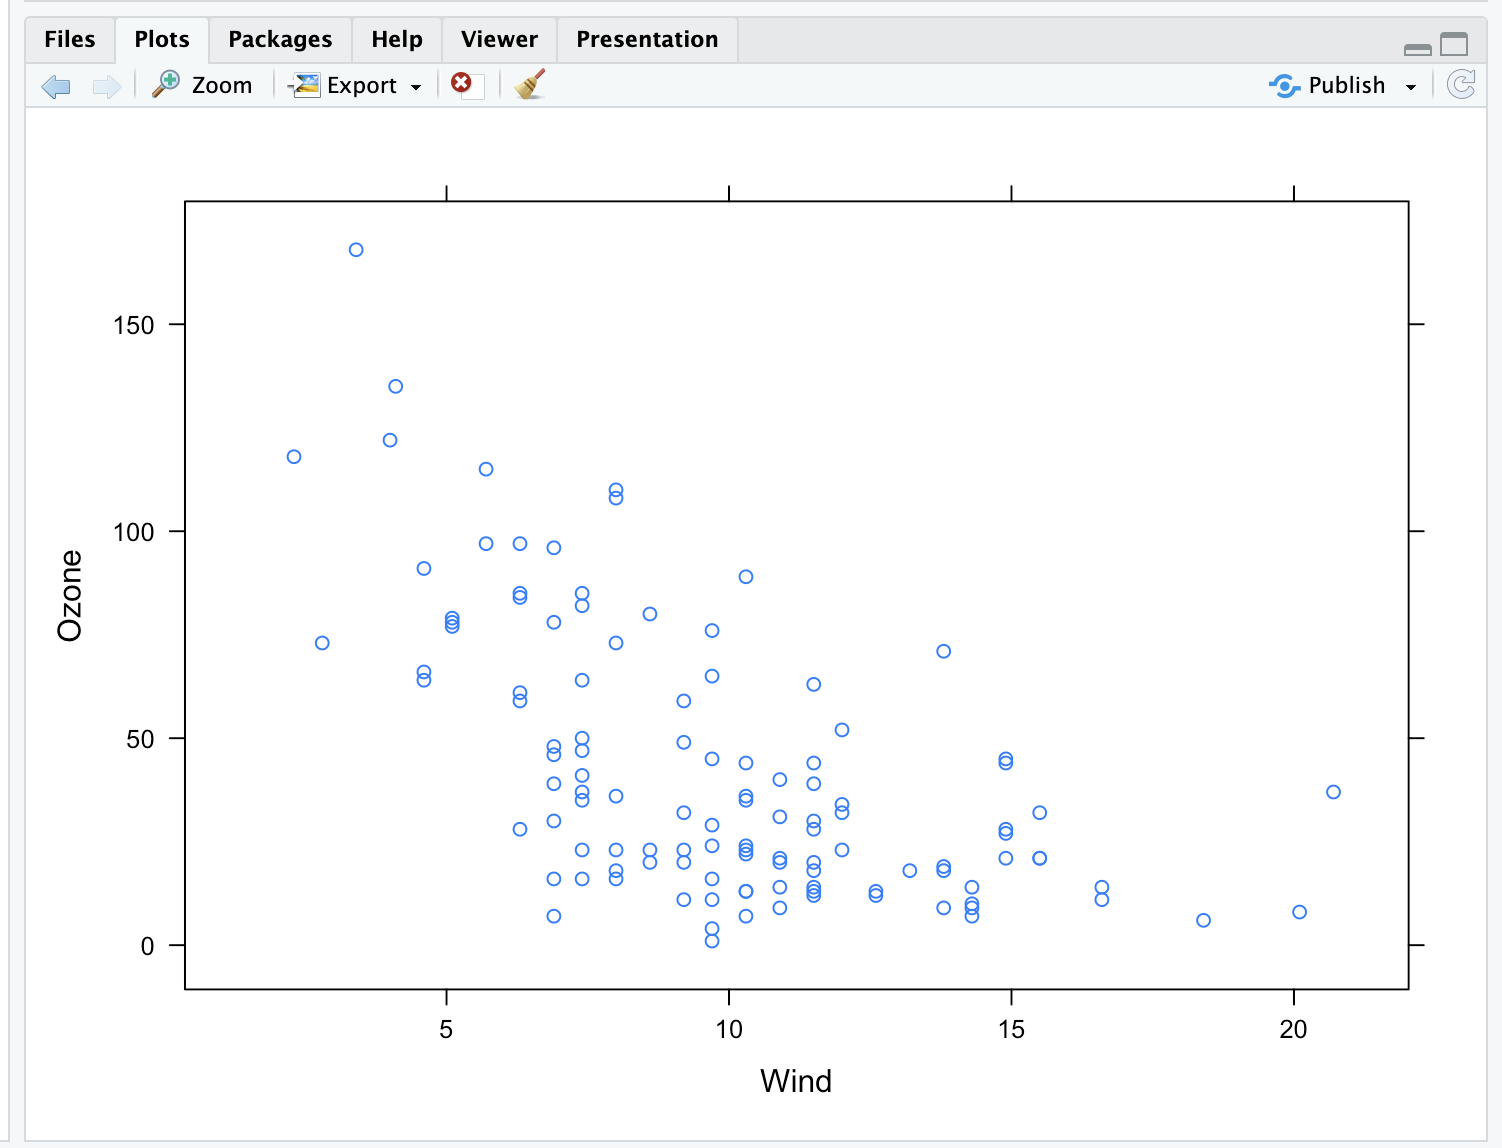 Files Plots Packages Help Viewer Presentation
Zoom Export Publish
150
100
50
0
Ozone
5 10 15 20
Wind